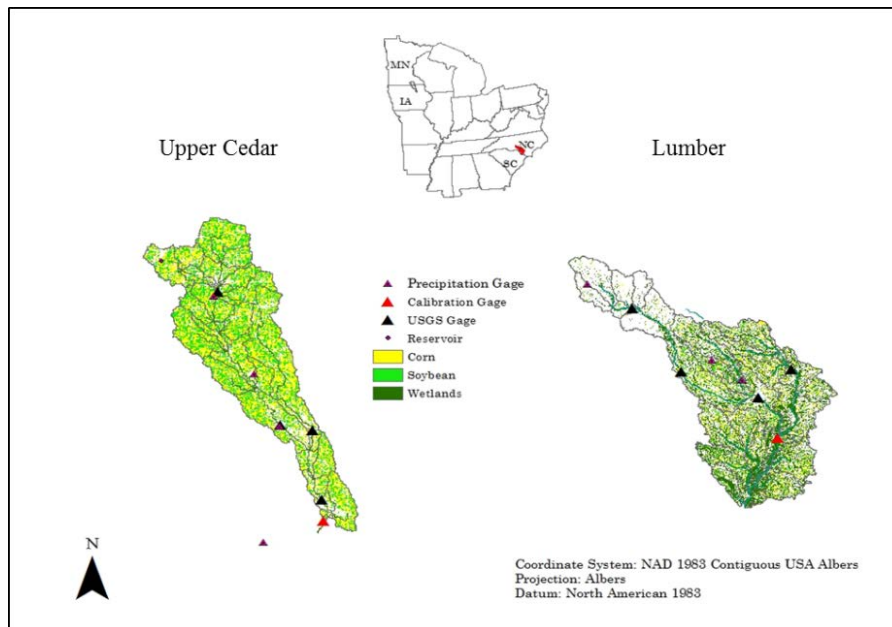 MN
IA
NC
SC
Upper Cedar
Lumber
Precipitation Gage
Calibration Gage
USGS Gage
Reservoir
Corn
Soybean
Wetlands
N
Coordinate System: NAD 1983 Contiguous USA Albers
Projection: Albers
Datum: North American 1983